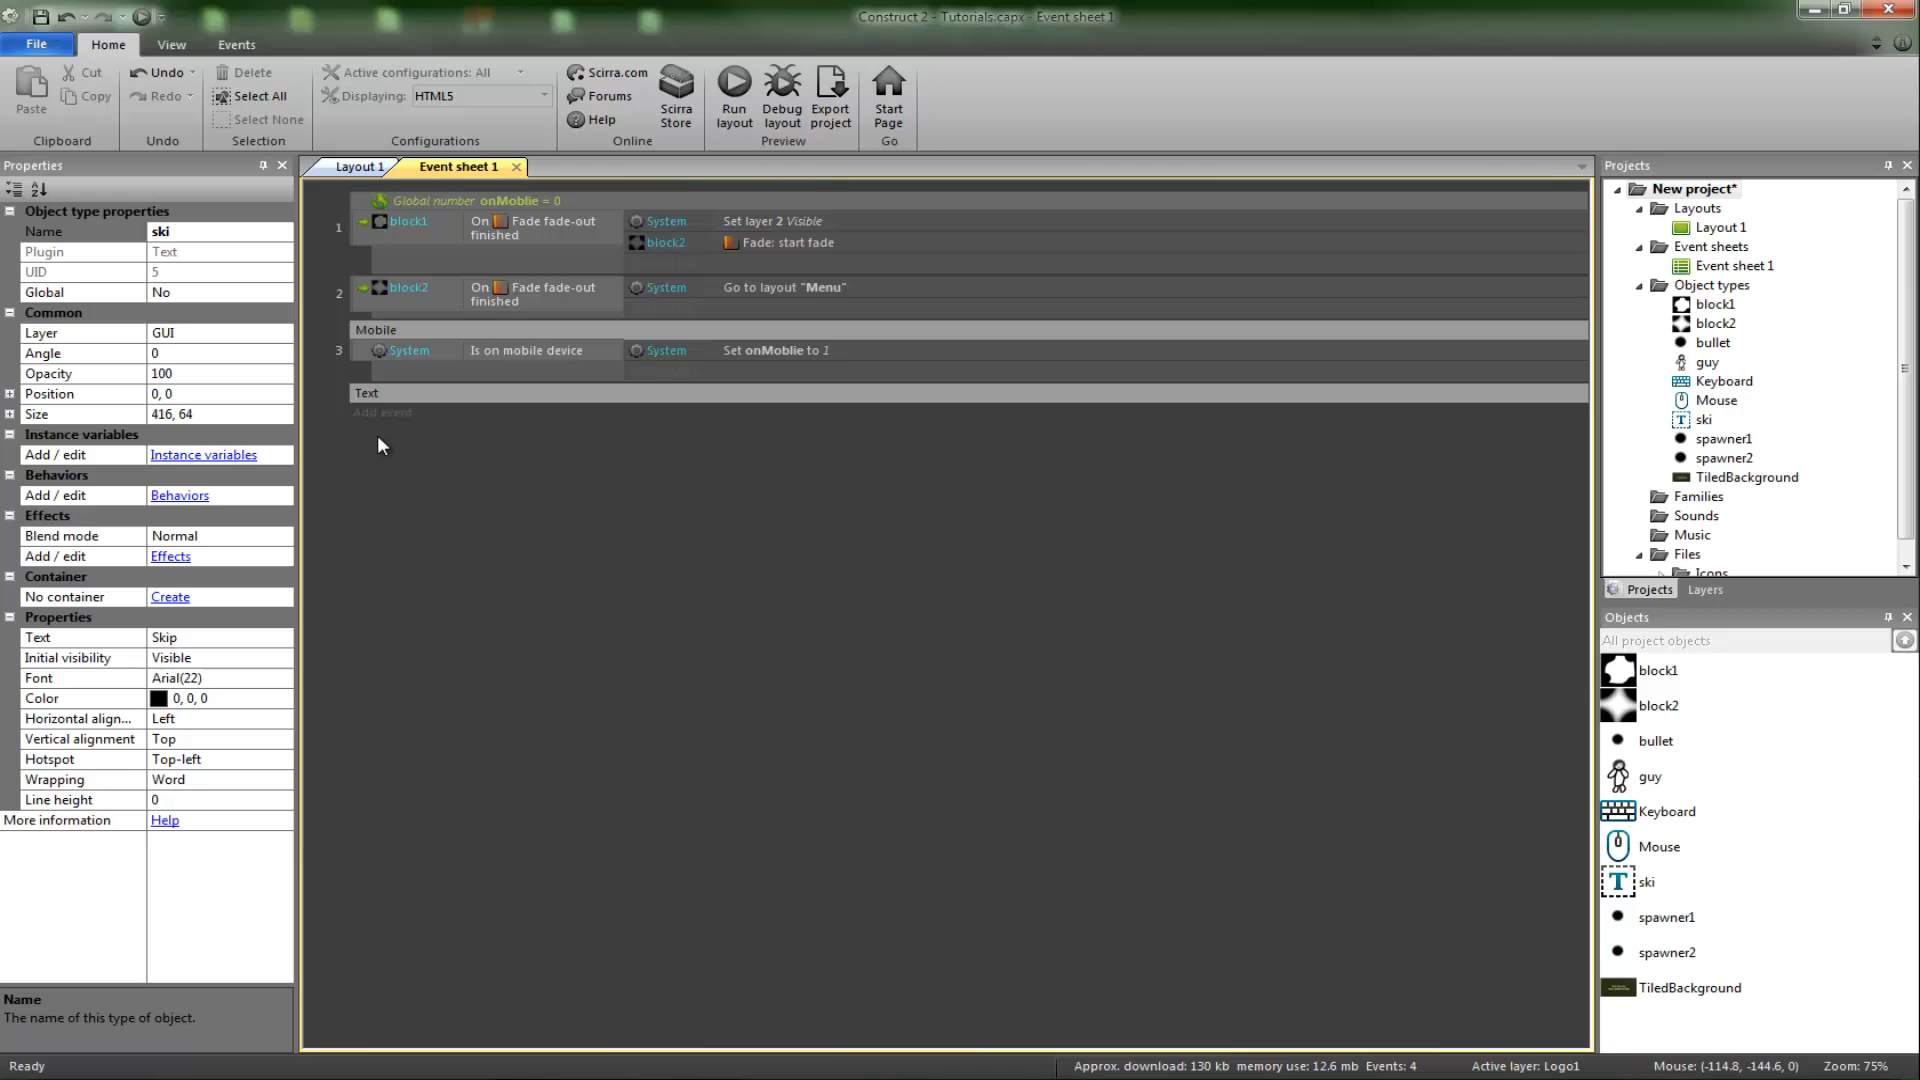 Construct 2 - Tutorials.capx - Event sheet 1
File Home View Events
Paste Cut Copy Clipboard
Undo Redo Undo
Delete Select All Select None Selection
Active configurations: All
Displaying: HTML5
Configurations
Scirra.com Forums Help Scirra Store Online
Run layout Debug layout Export project Preview
Start Page Go
Properties
Object type properties
Name ski
Plugin Text
UID 5
Global No
Common
Layer GUI
Angle 0
Opacity 100
Position 0, 0
Size 416, 64
Instance variables
Add / edit Instance variables
Behaviors
Add / edit Behaviors
Effects
Blend mode Normal
Add / edit Effects
Container
No container Create
Properties
Text Skip
Initial visibility Visible
Font Arial(22)
Color 0, 0, 0
Horizontal align... Left
Vertical alignment Top
Hotspot Top-left
Wrapping Word
Line height 0
More information Help
Name
The name of this type of object.
Layout 1 Event sheet 1
Global number onMoblie = 0
1 block1 On Fade fade-out finished System Set layer 2 Visible
block2 Fade: start fade
2 block2 On Fade fade-out finished System Go to layout "Menu"
Mobile
3 System Is on mobile device System Set onMoblie to 1
Text
Add event
Projects
New project*
Layouts
Layout 1
Event sheets
Event sheet 1
Object types
block1
block2
bullet
guy
Keyboard
Mouse
ski
spawner1
spawner2
TiledBackground
Families
Sounds
Music
Files
Icons
Projects Layers
Objects
All project objects
block1
block2
bullet
guy
Keyboard
Mouse
ski
spawner1
spawner2
TiledBackground
Ready
Approx. download: 130 kb memory use: 12.6 mb Events: 4 Active layer: Logo1 Mouse: (-114.8, -144.6, 0) Zoom: 75%